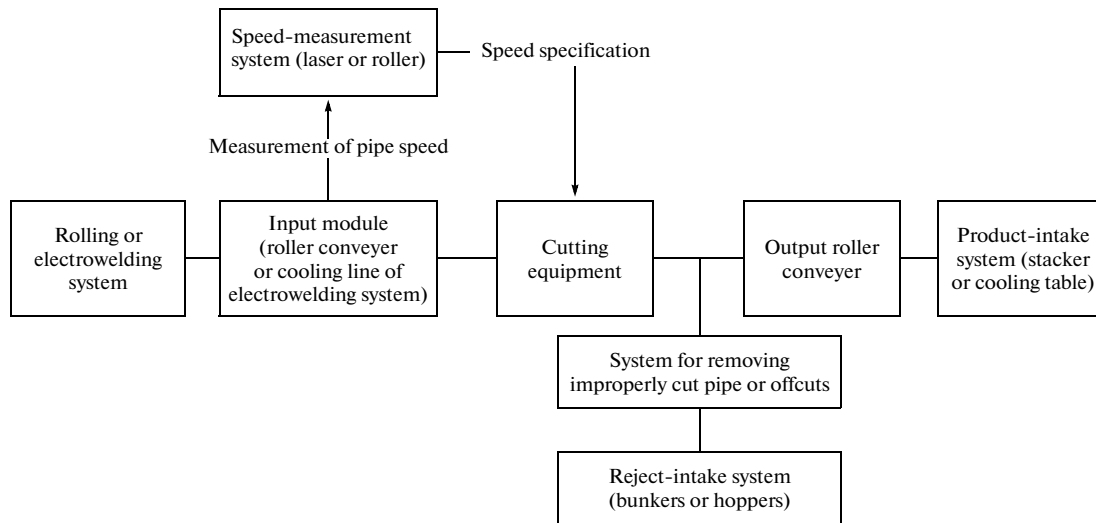 Speed-measurement
system (laser or roller)
Speed specification
Measurement of pipe speed
Rolling or
electrowelding
system
Input module
(roller conveyer
or cooling line of
electrowelding system)
Cutting
equipment
Output roller
conveyer
Product-intake
system (stacker
or cooling table)
System for removing
improperly cut pipe or offcuts
Reject-intake system
(bunkers or hoppers)